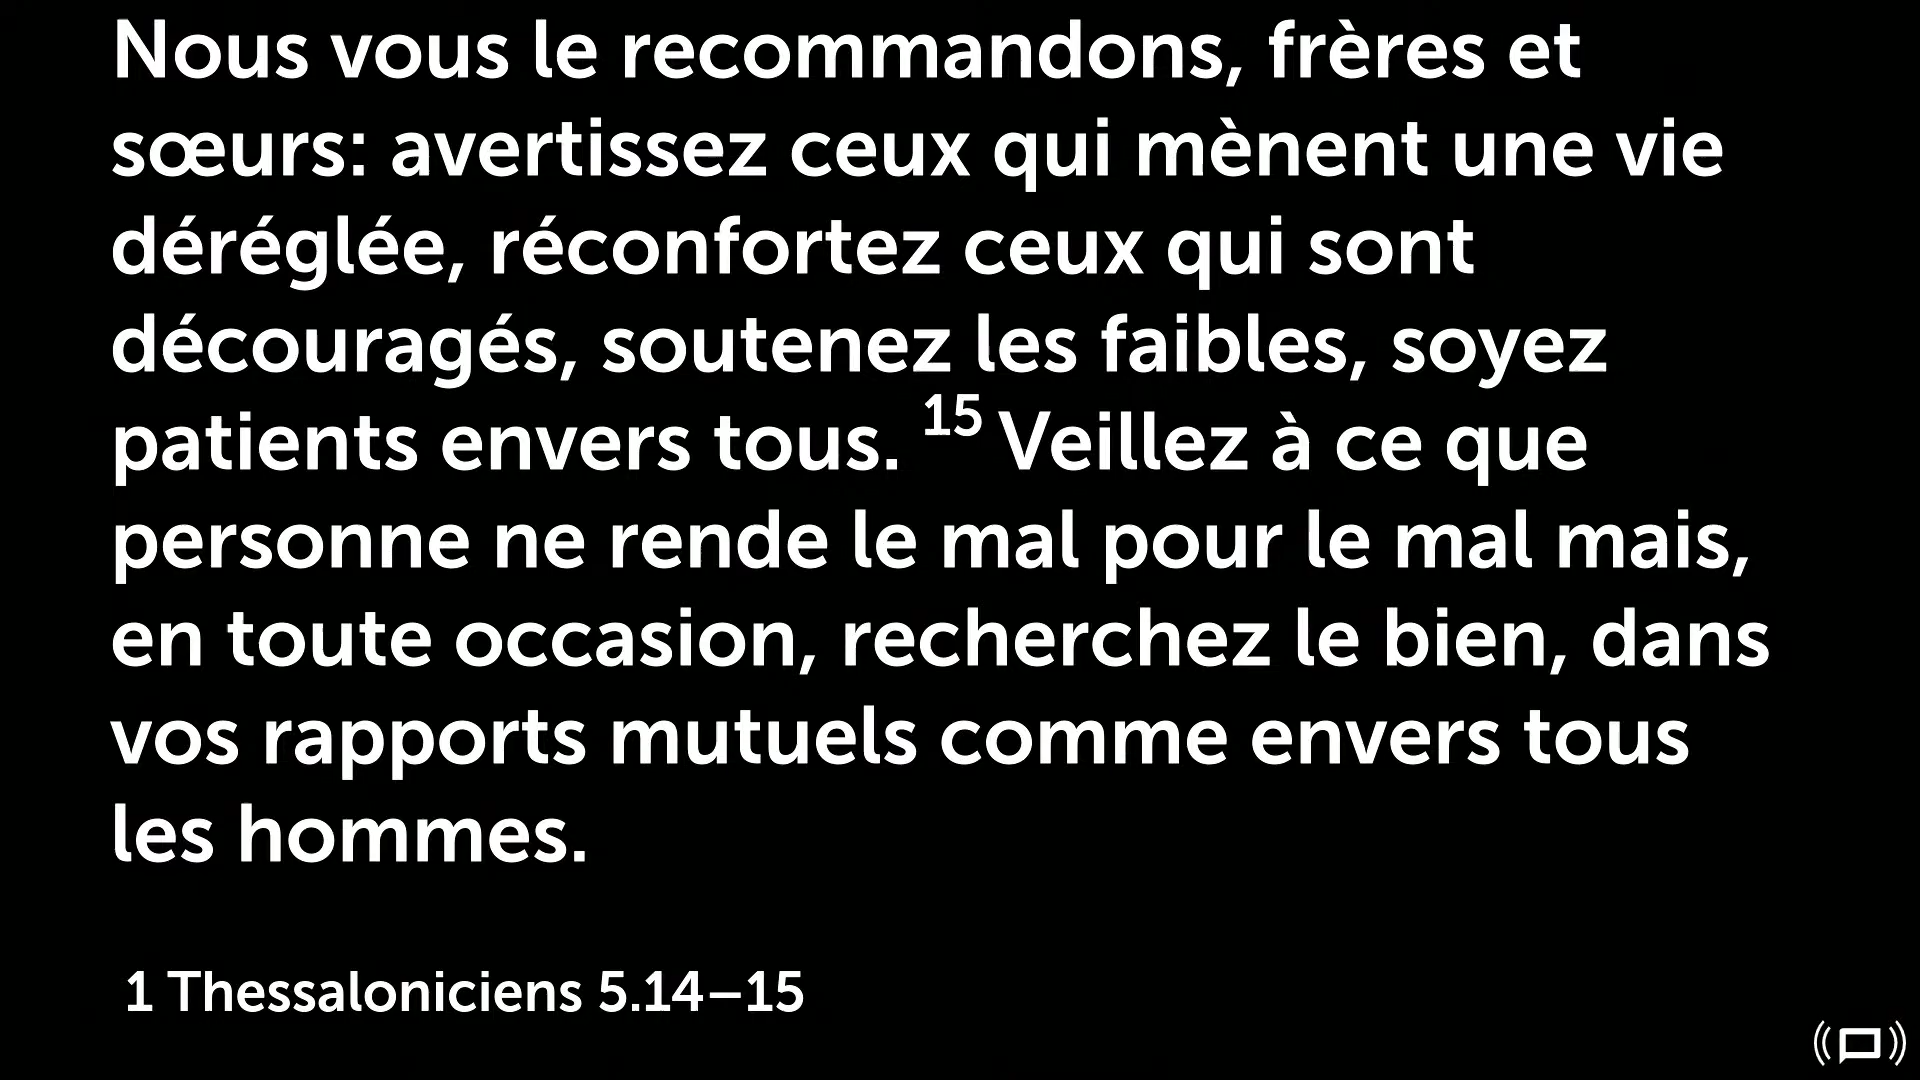 Nous vous le recommandons, frères et
sœurs: avertissez ceux qui mènent une vie
déréglée, réconfortez ceux qui sont
découragés, soutenez les faibles, soyez
patients envers tous. 15 Veillez à ce que
personne ne rende le mal pour le mal mais,
en toute occasion, recherchez le bien, dans
vos rapports mutuels comme envers tous
les hommes.
1 Thessaloniciens 5.14–15